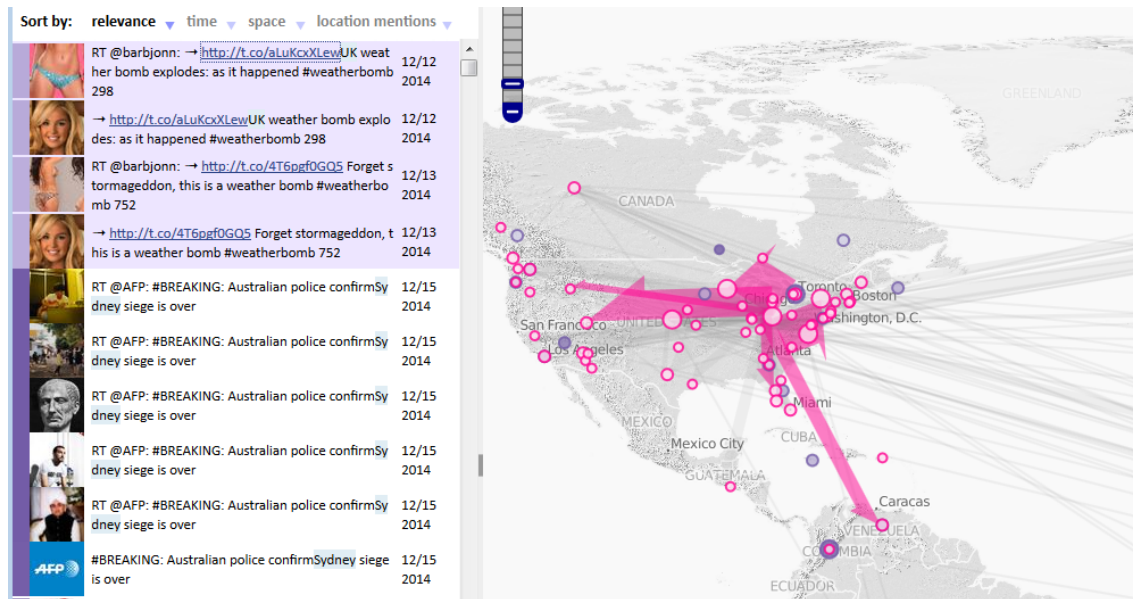 Sort by: relevance time space location mentions
RT @barbjonn: → http://t.co/aLuKcxXLewUK weat
her bomb explodes: as it happened #weatherbomb
298
12/12
2014
→ http://t.co/aLuKcxXLewUK weather bomb explo
des: as it happened #weatherbomb 298
12/12
2014
RT @barbjonn: → http://t.co/4T6pgf0GQ5 Forget s
tormageddon, this is a weather bomb #weatherbo
mb 752
12/13
2014
→ http://t.co/4T6pgf0GQ5 Forget stormageddon, t
his is a weather bomb #weatherbomb 752
12/13
2014
RT @AFP: #BREAKING: Australian police confirmSy
dney siege is over
12/15
2014
RT @AFP: #BREAKING: Australian police confirmSy
dney siege is over
12/15
2014
RT @AFP: #BREAKING: Australian police confirmSy
dney siege is over
12/15
2014
RT @AFP: #BREAKING: Australian police confirmSy
dney siege is over
12/15
2014
RT @AFP: #BREAKING: Australian police confirmSy
dney siege is over
12/15
2014
AFP
#BREAKING: Australian police confirmSydney siege
is over
12/15
2014
GREENLAND
CANADA
Toronto
Boston
San Francisco
UNITED
Washington, D.C.
Los Angeles
Atlanta
Miami
MEXICO
CUBA
Mexico City
GUATEMALA
Caracas
VENEZUELA
COLOMBIA
ECUADOR